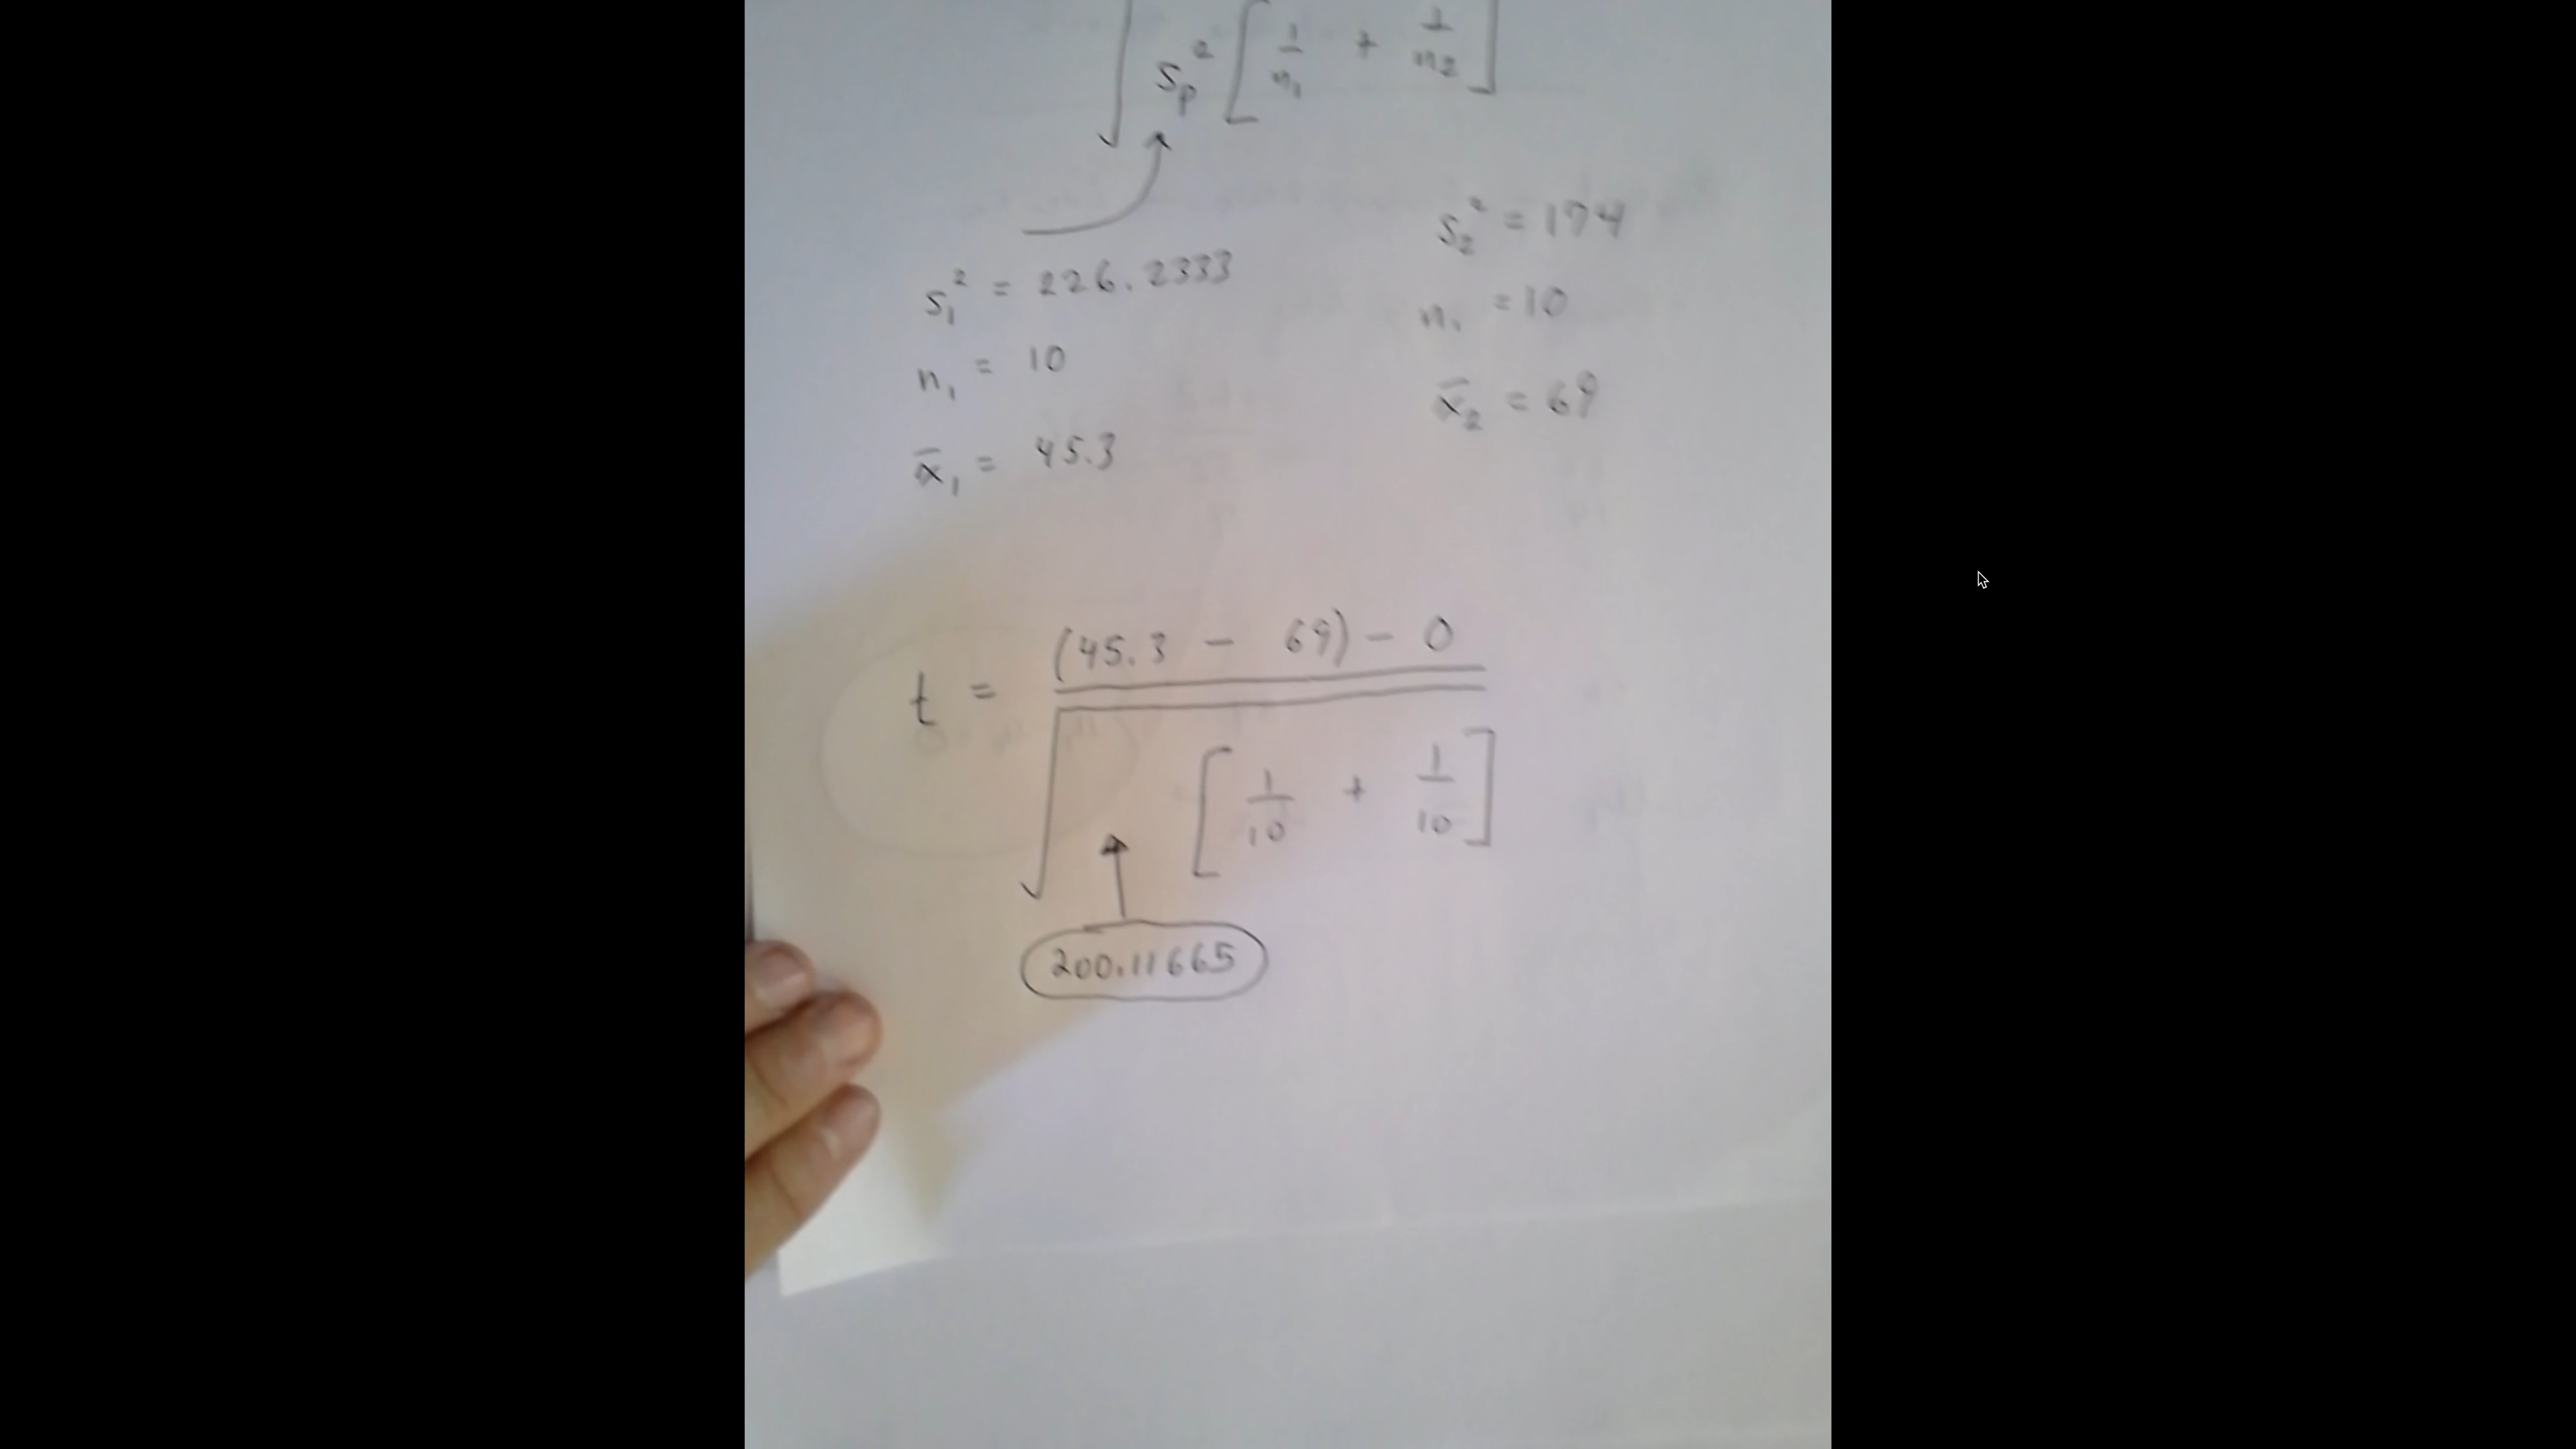 √ Sp² [ 1/n₁ + 1/n₂ ]
s₁² = 226.2333
n₁ = 10
x̄₁ = 45.3
s₂² = 174
n₁ = 10
x̄₂ = 69
t = (45.3 - 69) - 0
√ [ 1/10 + 1/10 ]
200.11665